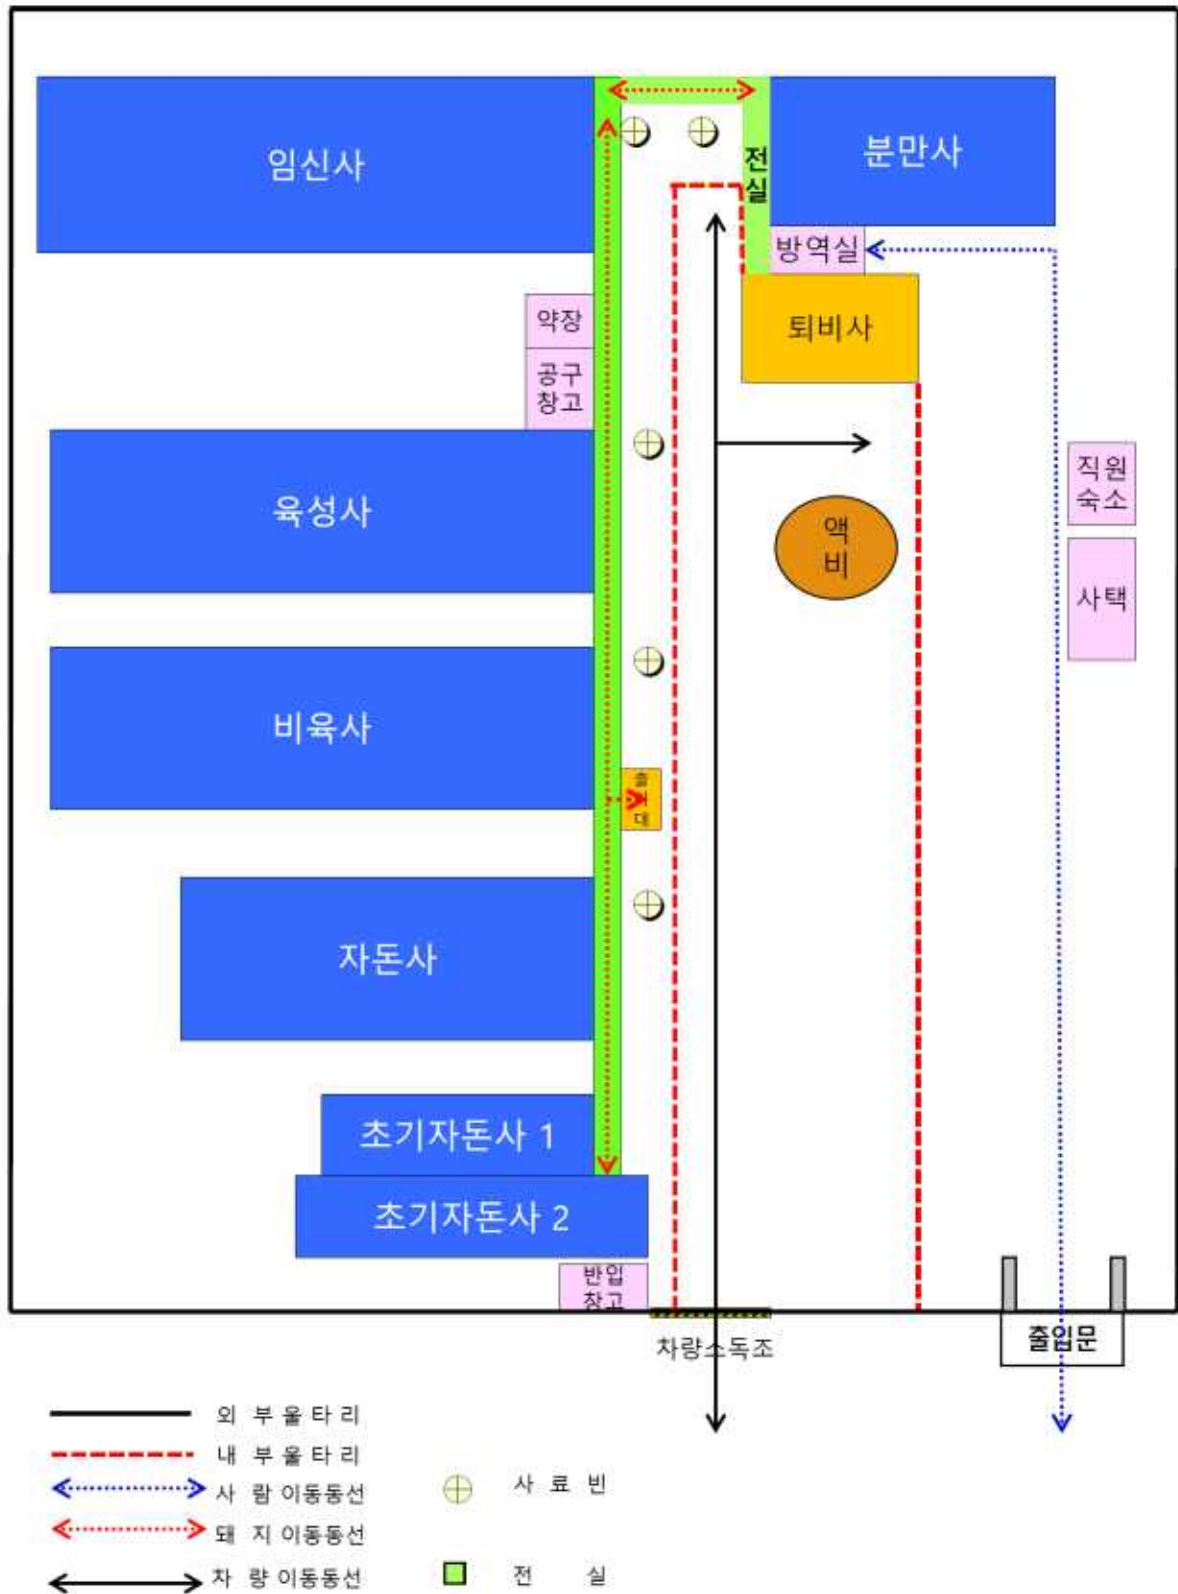 임신사
분만사
전
실
방역실
퇴비사
약장
공구
창고
육성사
액
비
직원
숙소
사택
비육사
출
대
자돈사
초기자돈사 1
초기자돈사 2
반입
창고
차량소독조
출입문
외 부 울 타 리
내 부 울 타 리
사 람 이동동선
사 료 빈
돼 지 이동동선
차 량 이동동선
전 실